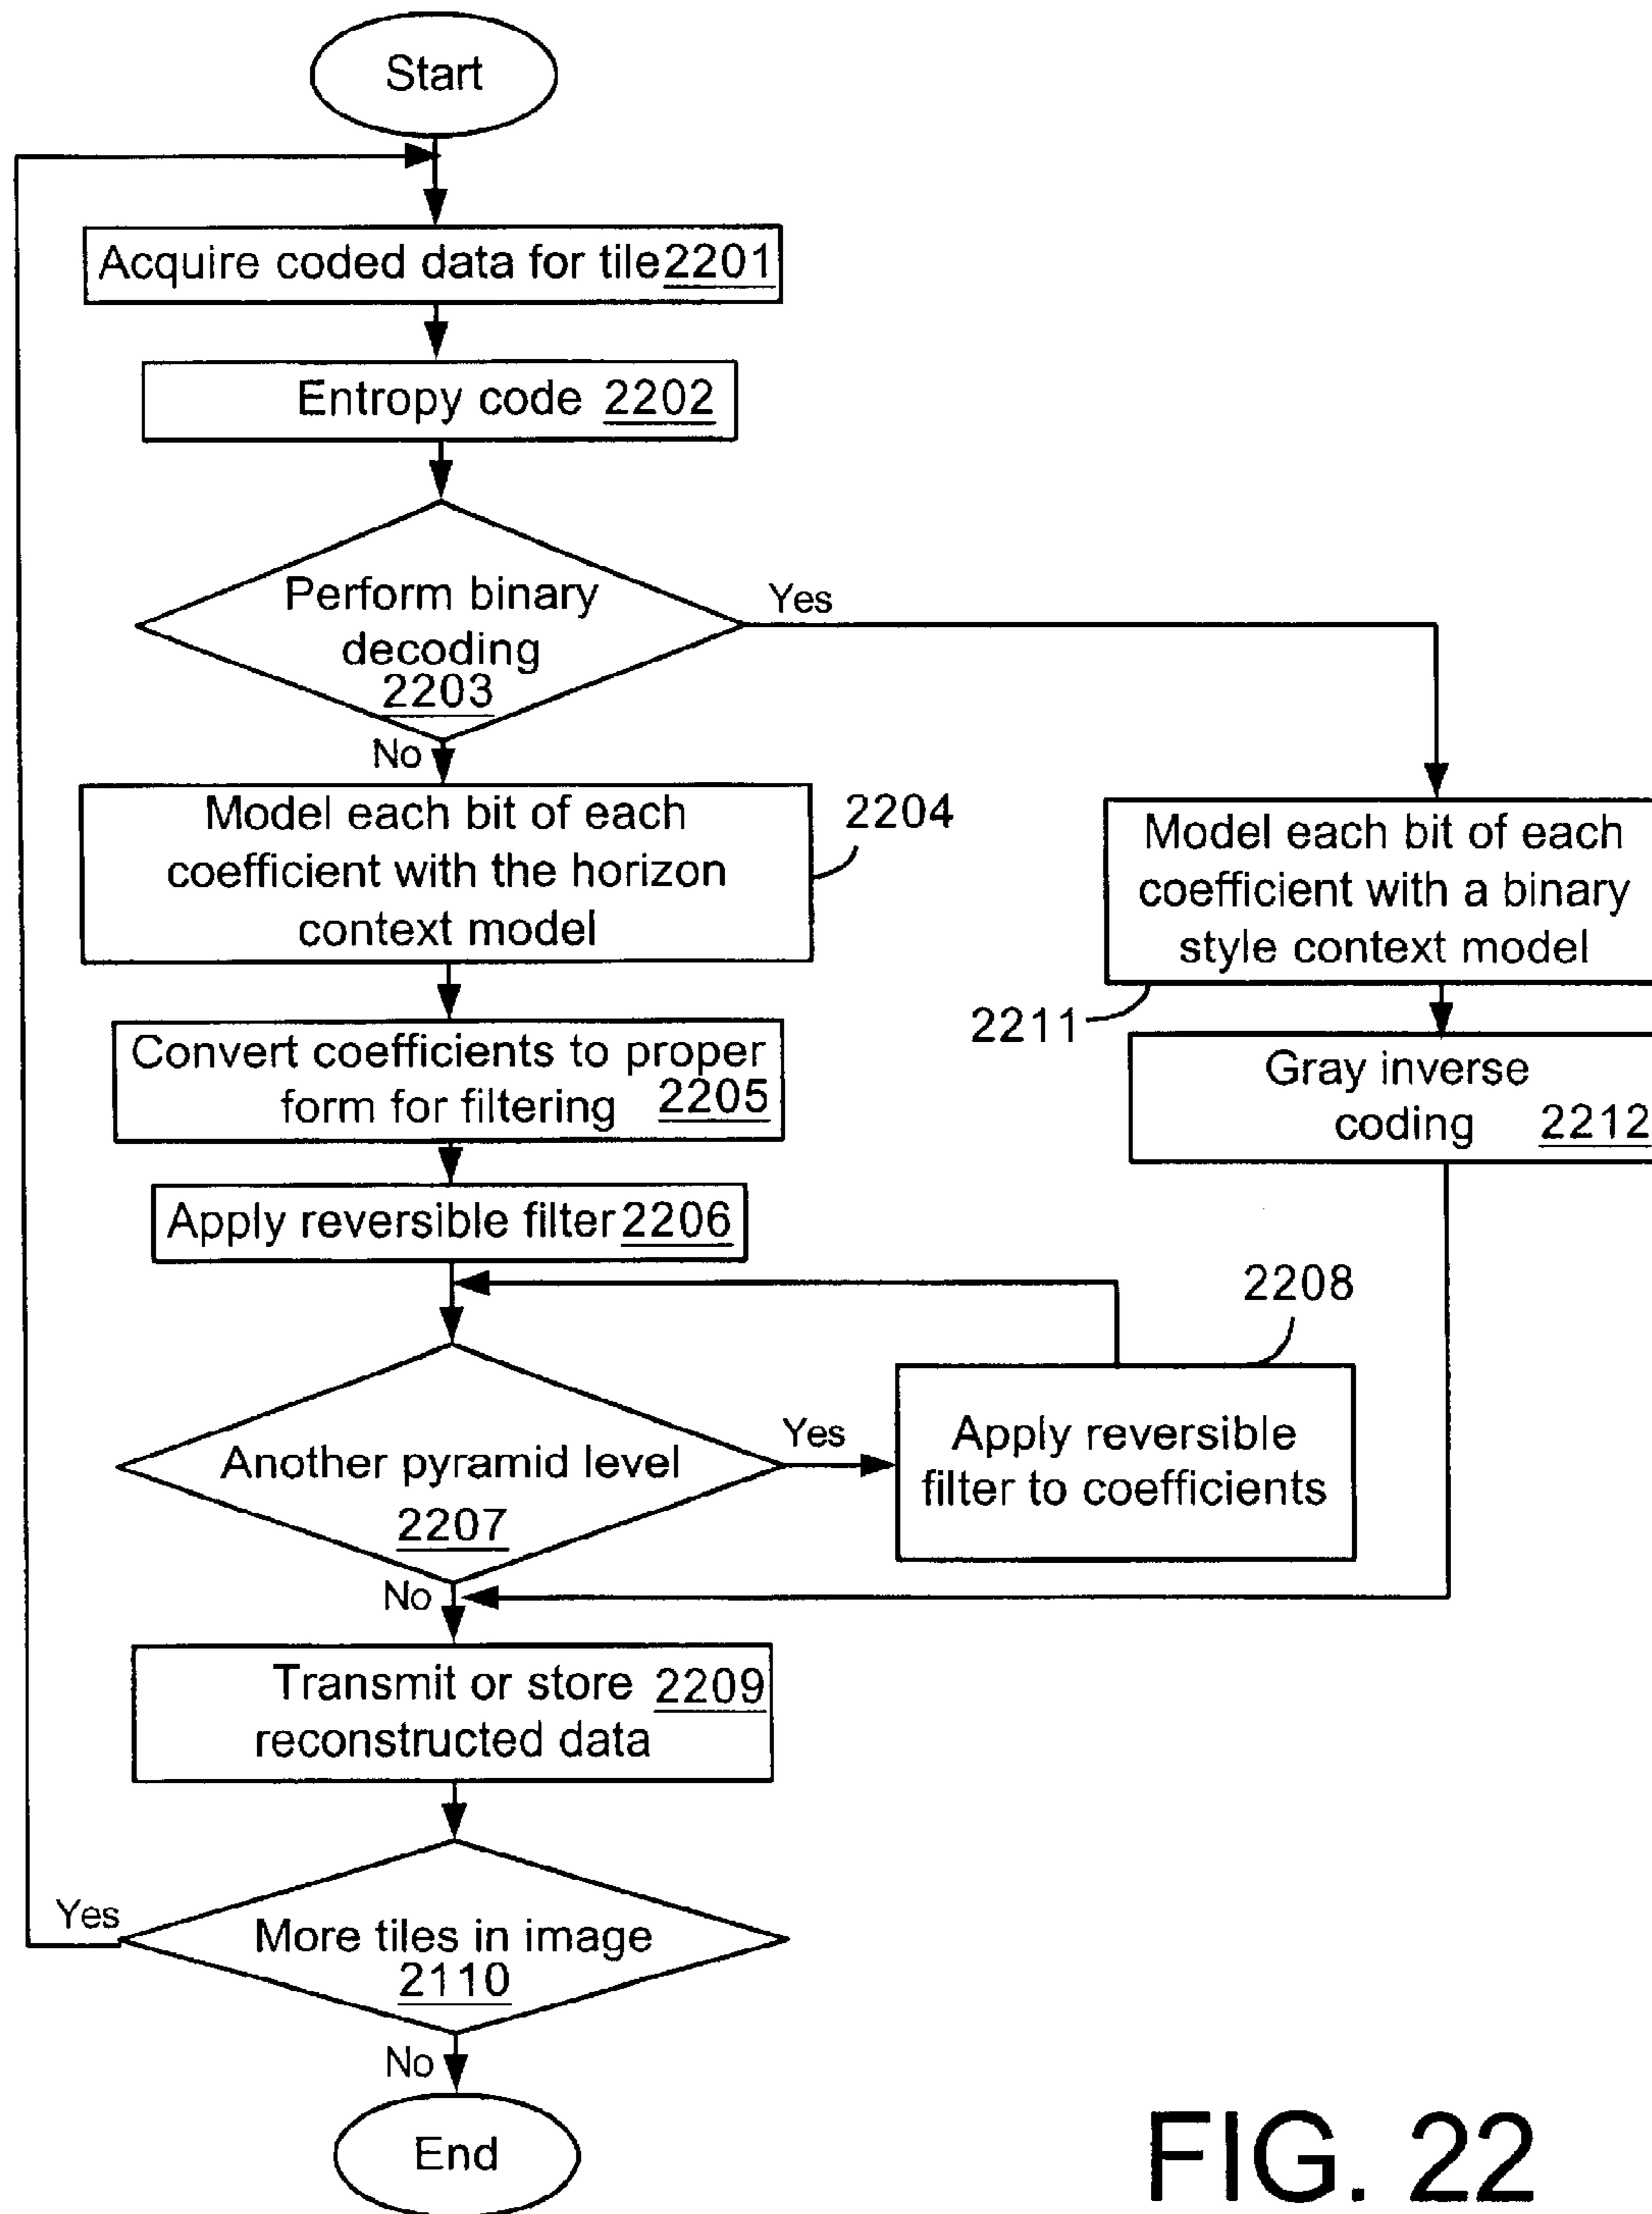 Start
Acquire coded data for tile 2201
Entropy code 2202
Perform binary
decoding
2203
Yes
No
Model each bit of each
coefficient with the horizon
context model
2204
Model each bit of each
coefficient with a binary
style context model
2211
Convert coefficients to proper
form for filtering 2205
Gray inverse
coding 2212
Apply reversible filter 2206
2208
Another pyramid level
2207
Yes
Apply reversible
filter to coefficients
No
Transmit or store 2209
reconstructed data
Yes
More tiles in image
2110
No
End
FIG. 22